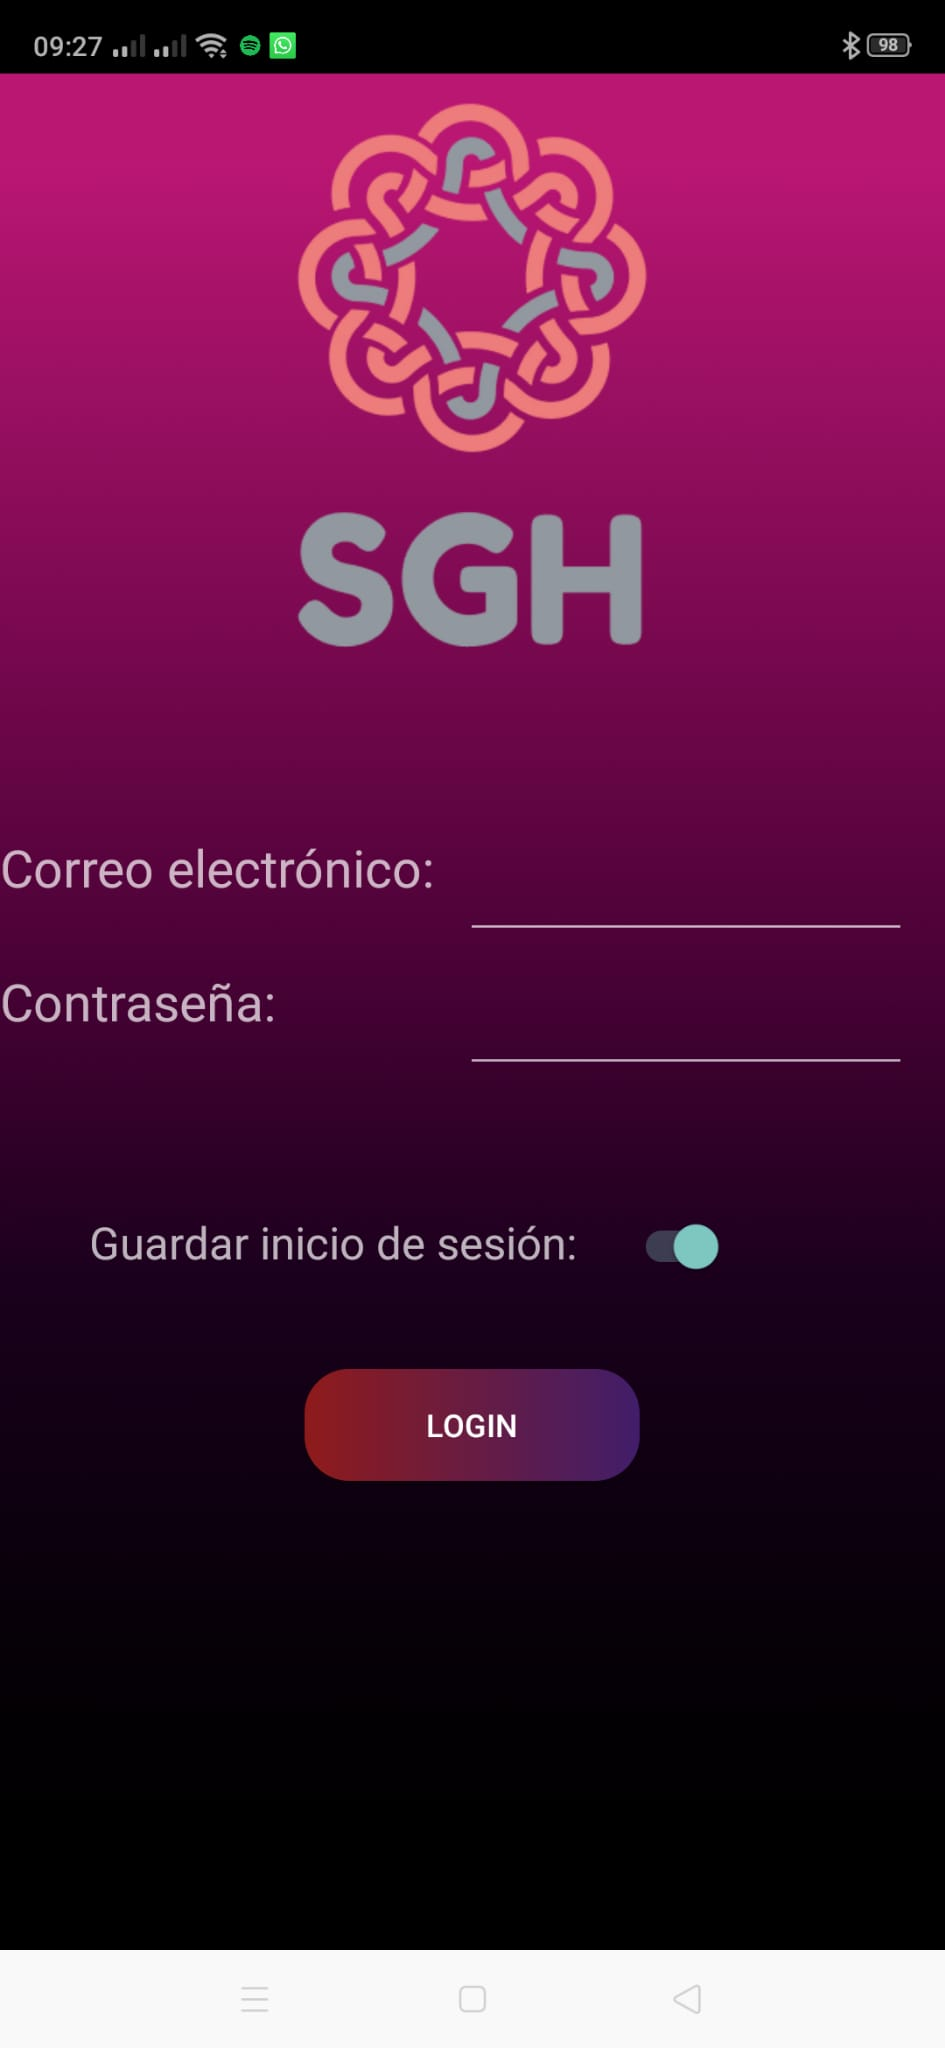 09:27
98
SGH
Correo electrónico:
Contraseña:
Guardar inicio de sesión:
LOGIN